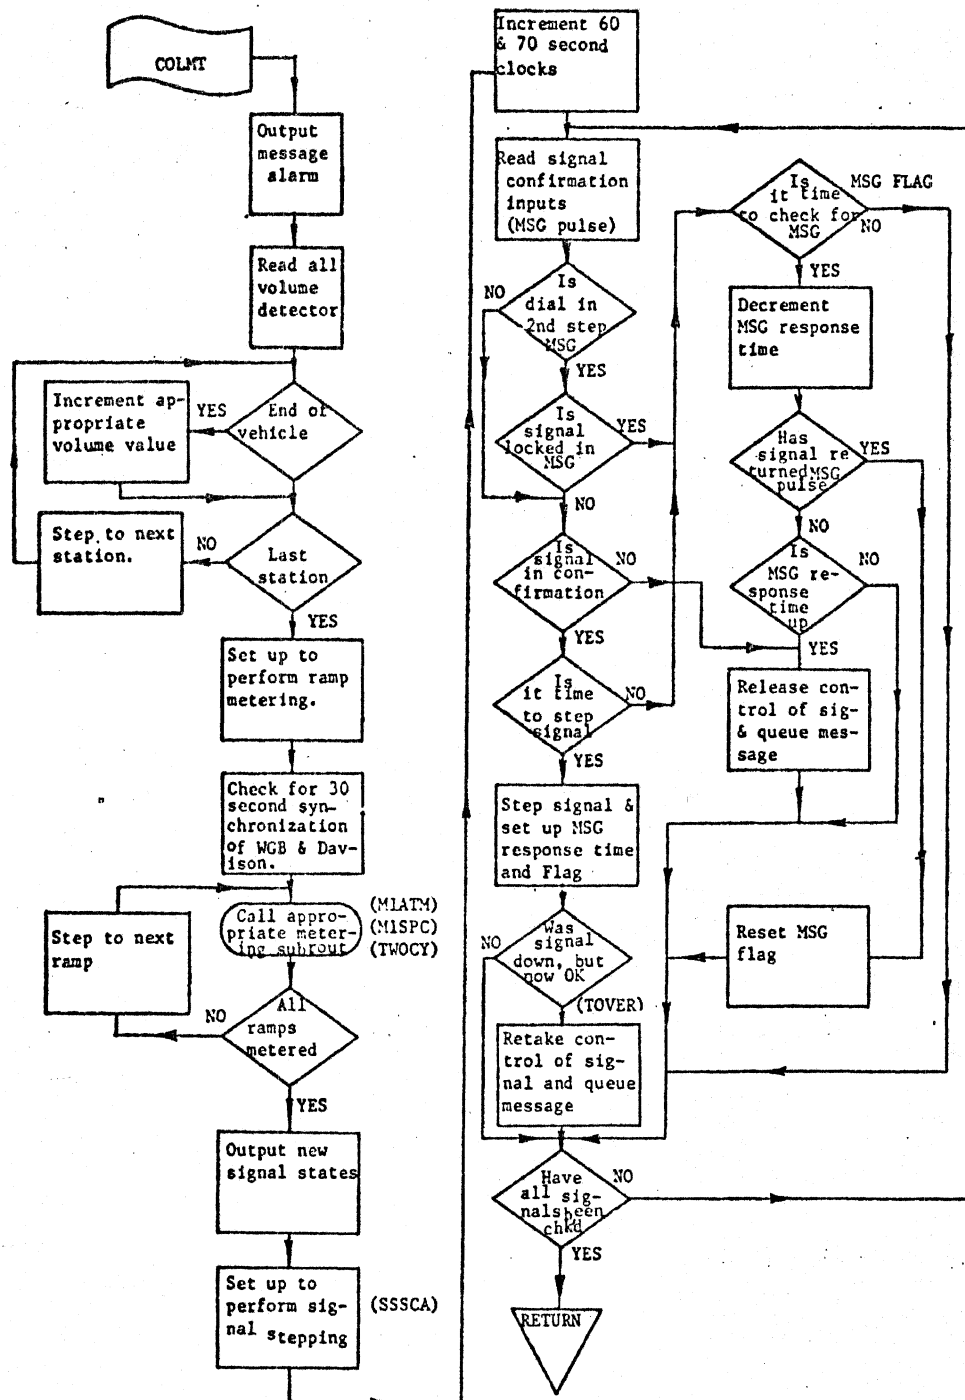 COLMT
Output
message
alarm
Read all
volume
detector
End of
vehicle
YES
Increment ap-
propriate
volume value
Last
station
NO
Step to next
station.
YES
Set up to
perform ramp
metering.
Check for 30
second syn-
chronization
of WGB & Dav-
ison.
Call appro-
priate meter-
ing subrout
(M1ATM)
(M1SPC)
(TWOCY)
Step to next
ramp
NO
All
ramps
metered
YES
Output new
signal states
Set up to
perform sig-
nal stepping
(SSSCA)
Increment 60
& 70 second
clocks
Read signal
confirmation
inputs
(MSG pulse)
NO
Is
dial in
2nd step
MSG
YES
Is
signal
locked in
MSG
YES
NO
Is
signal
in con-
firmation
NO
YES
Is
it time
to step
signal
NO
YES
Step signal &
set up MSG
response time
and Flag
NO
Was
signal
down, but
now OK
(TOVER)
Retake con-
trol of sig-
nal and queue
message
Have
all sig-
nals been
chkd
NO
YES
RETURN
Is
it time
to check for
MSG
MSG FLAG
NO
YES
Decrement
MSG response
time
Has
signal re
turned MSG
pulse
YES
NO
Is
MSG re-
sponse
time
up
NO
YES
Release con-
trol of sig-
& queue mes-
sage
Reset MSG
flag